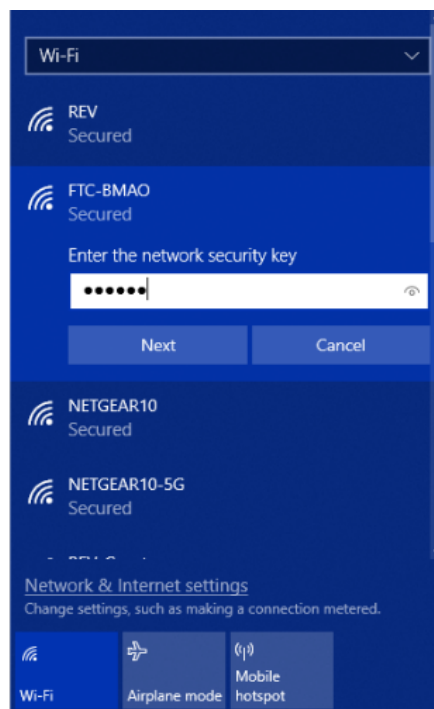 Wi-Fi
REV
Secured
FTC-BMAO
Secured
Enter the network security key
••••••
Next Cancel
NETGEAR10
Secured
NETGEAR10-5G
Secured
Network & Internet settings
Change settings, such as making a connection metered.
Wi-Fi
Airplane mode
Mobile
hotspot